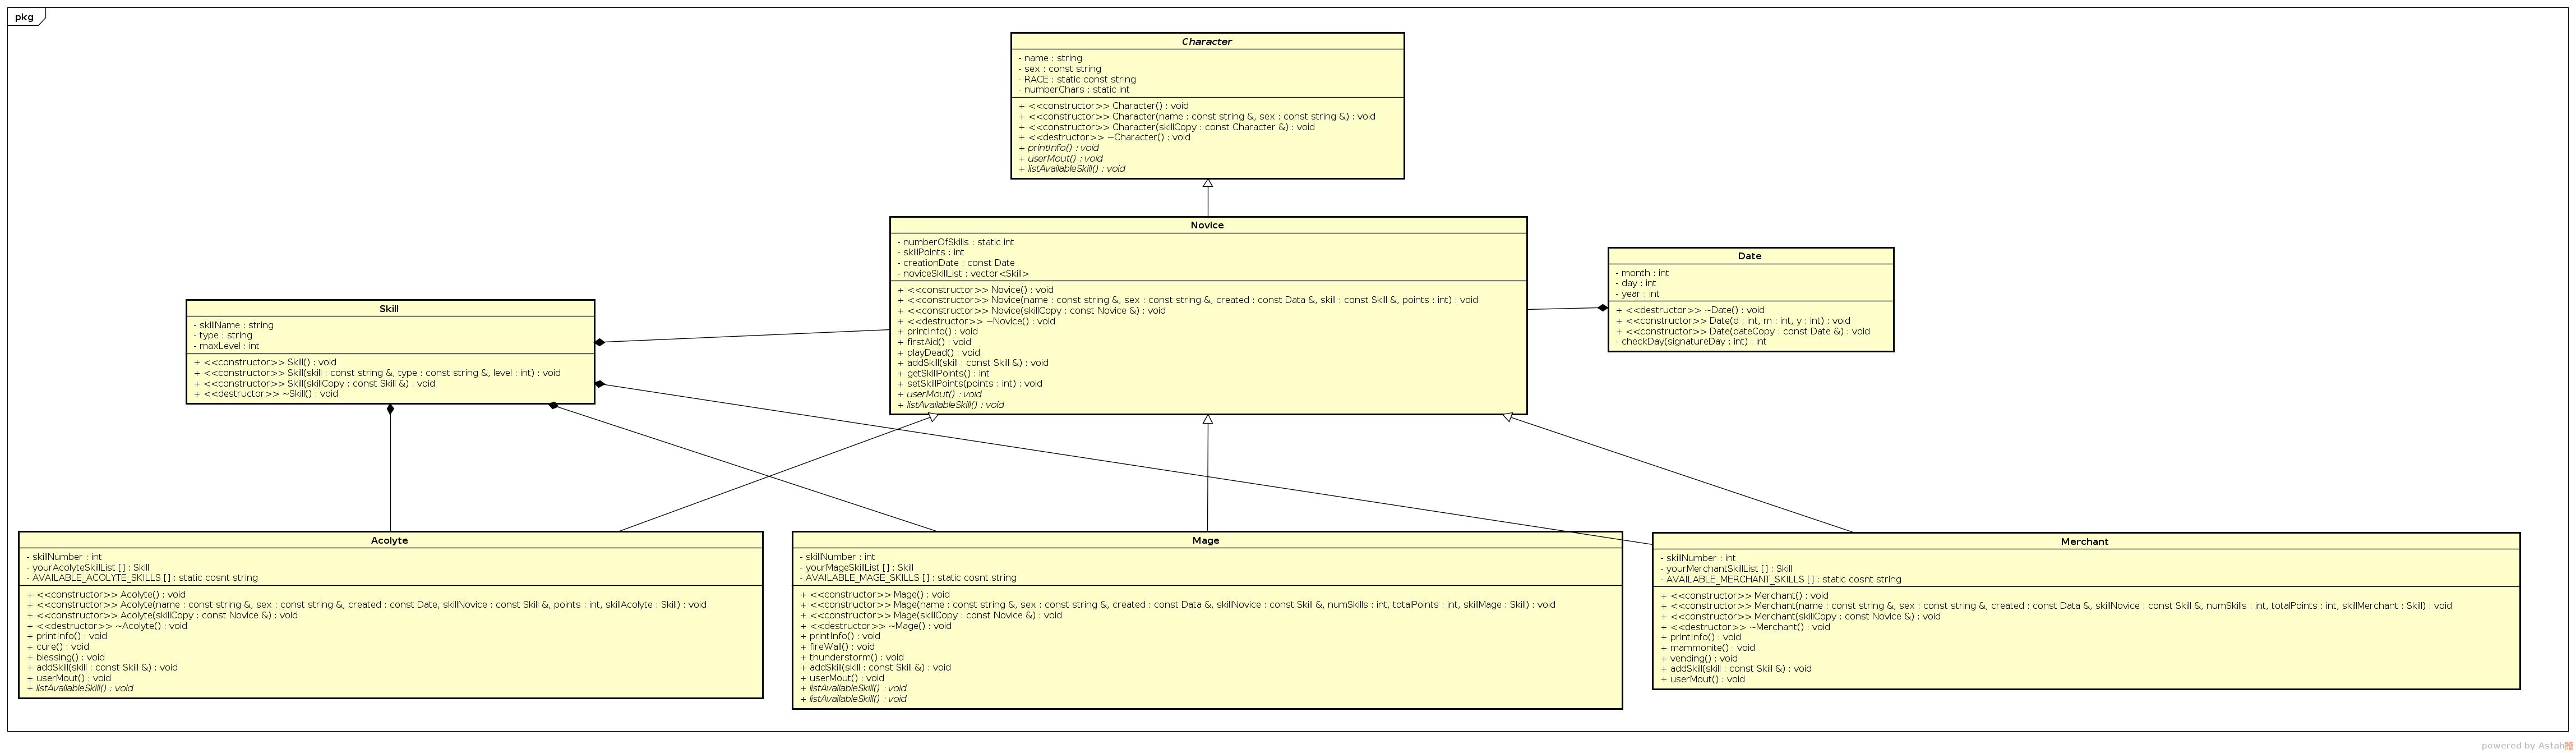 pkg
Character
- name : string
- sex : const string
- RACE : static const string
- numberChars : static int
+ <<constructor>> Character() : void
+ <<constructor>> Character(name : const string &, sex : const string &) : void
+ <<constructor>> Character(skillCopy : const Character &) : void
+ <<destructor>> ~Character() : void
+ printInfo() : void
+ userMout() : void
+ listAvailableSkill() : void
Novice
- numberOfSkills : static int
- skillPoints : int
- creationDate : const Date
- noviceSkillList : vector<Skill>
+ <<constructor>> Novice() : void
+ <<constructor>> Novice(name : const string &, sex : const string &, created : const Data &, skill : const Skill &, points : int) : void
+ <<constructor>> Novice(skillCopy : const Novice &) : void
+ <<destructor>> ~Novice() : void
+ printInfo() : void
+ firstAid() : void
+ playDead() : void
+ addSkill(skill : const Skill &) : void
+ getSkillPoints() : int
+ setSkillPoints(points : int) : void
+ userMout() : void
+ listAvailableSkill() : void
Date
- month : int
- day : int
- year : int
+ <<destructor>> ~Date() : void
+ <<constructor>> Date(d : int, m : int, y : int) : void
+ <<constructor>> Date(dateCopy : const Date &) : void
- checkDay(signatureDay : int) : int
Skill
- skillName : string
- type : string
- maxLevel : int
+ <<constructor>> Skill() : void
+ <<constructor>> Skill(skill : const string &, type : const string &, level : int) : void
+ <<constructor>> Skill(skillCopy : const Skill &) : void
+ <<destructor>> ~Skill() : void
Acolyte
- skillNumber : int
- yourAcolyteSkillList [] : Skill
- AVAILABLE_ACOLYTE_SKILLS [] : static cosnt string
+ <<constructor>> Acolyte() : void
+ <<constructor>> Acolyte(name : const string &, sex : const string &, created : const Date, skillNovice : const Skill &, points : int, skillAcolyte : Skill) : void
+ <<constructor>> Acolyte(skillCopy : const Novice &) : void
+ <<destructor>> ~Acolyte() : void
+ printInfo() : void
+ cure() : void
+ blessing() : void
+ addSkill(skill : const Skill &) : void
+ userMout() : void
+ listAvailableSkill() : void
Mage
- skillNumber : int
- yourMageSkillList [] : Skill
- AVAILABLE_MAGE_SKILLS [] : static cosnt string
+ <<constructor>> Mage() : void
+ <<constructor>> Mage(name : const string &, sex : const string &, created : const Data &, skillNovice : const Skill &, numSkills : int, totalPoints : int, skillMage : Skill) : void
+ <<constructor>> Mage(skillCopy : const Novice &) : void
+ <<destructor>> ~Mage() : void
+ printInfo() : void
+ fireWall() : void
+ thunderstorm() : void
+ addSkill(skill : const Skill &) : void
+ userMout() : void
+ listAvailableSkill() : void
+ listAvailableSkill() : void
Merchant
- skillNumber : int
- yourMerchantSkillList [] : Skill
- AVAILABLE_MERCHANT_SKILLS [] : static cosnt string
+ <<constructor>> Merchant() : void
+ <<constructor>> Merchant(name : const string &, sex : const string &, created : const Data &, skillNovice : const Skill &, numSkills : int, totalPoints : int, skillMerchant : Skill) : void
+ <<constructor>> Merchant(skillCopy : const Novice &) : void
+ <<destructor>> ~Merchant() : void
+ printInfo() : void
+ mammonite() : void
+ vending() : void
+ addSkill(skill : const Skill &) : void
+ userMout() : void
powered by Astah